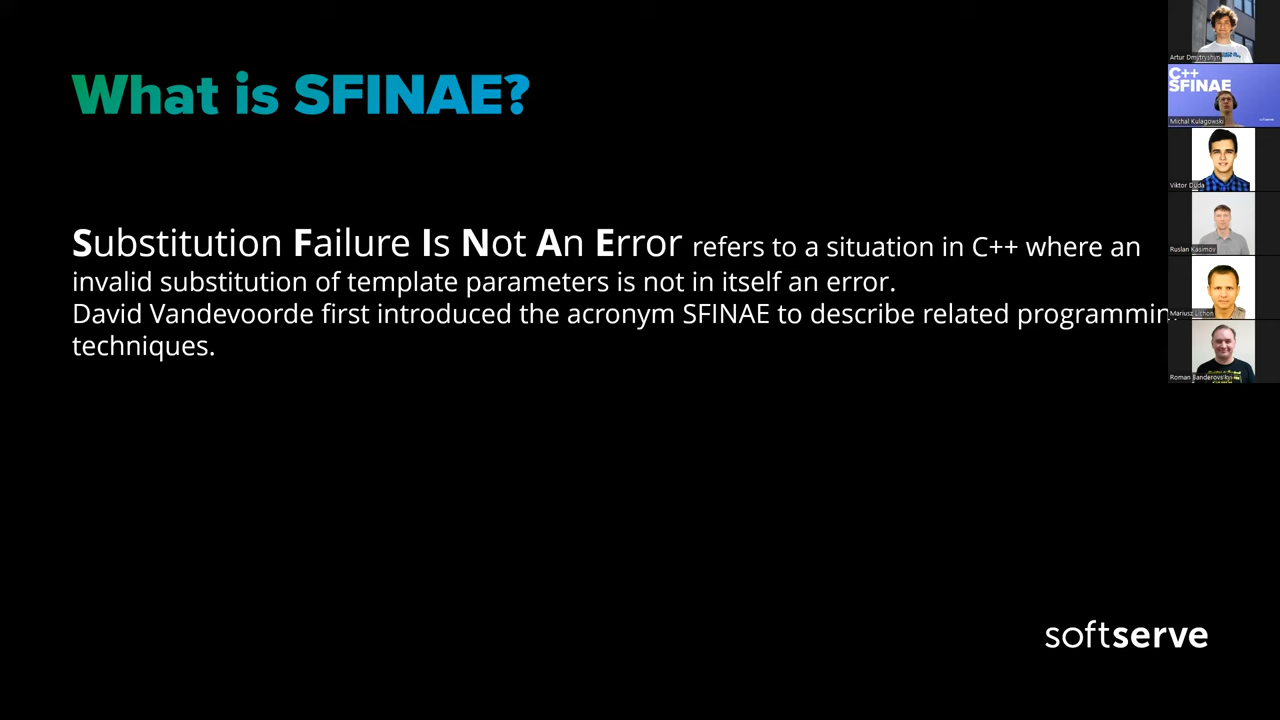 What is SFINAE?
Substitution Failure Is Not An Error refers to a situation in C++ where an
invalid substitution of template parameters is not in itself an error.
David Vandevoorde first introduced the acronym SFINAE to describe related programmin
techniques.
softserve
Artur Dmytryshyn
C++
SFINAE
Michal Kulagowski
Viktor Duda
Ruslan Kasimov
Mariusz Lichon
Roman Banderovskyi